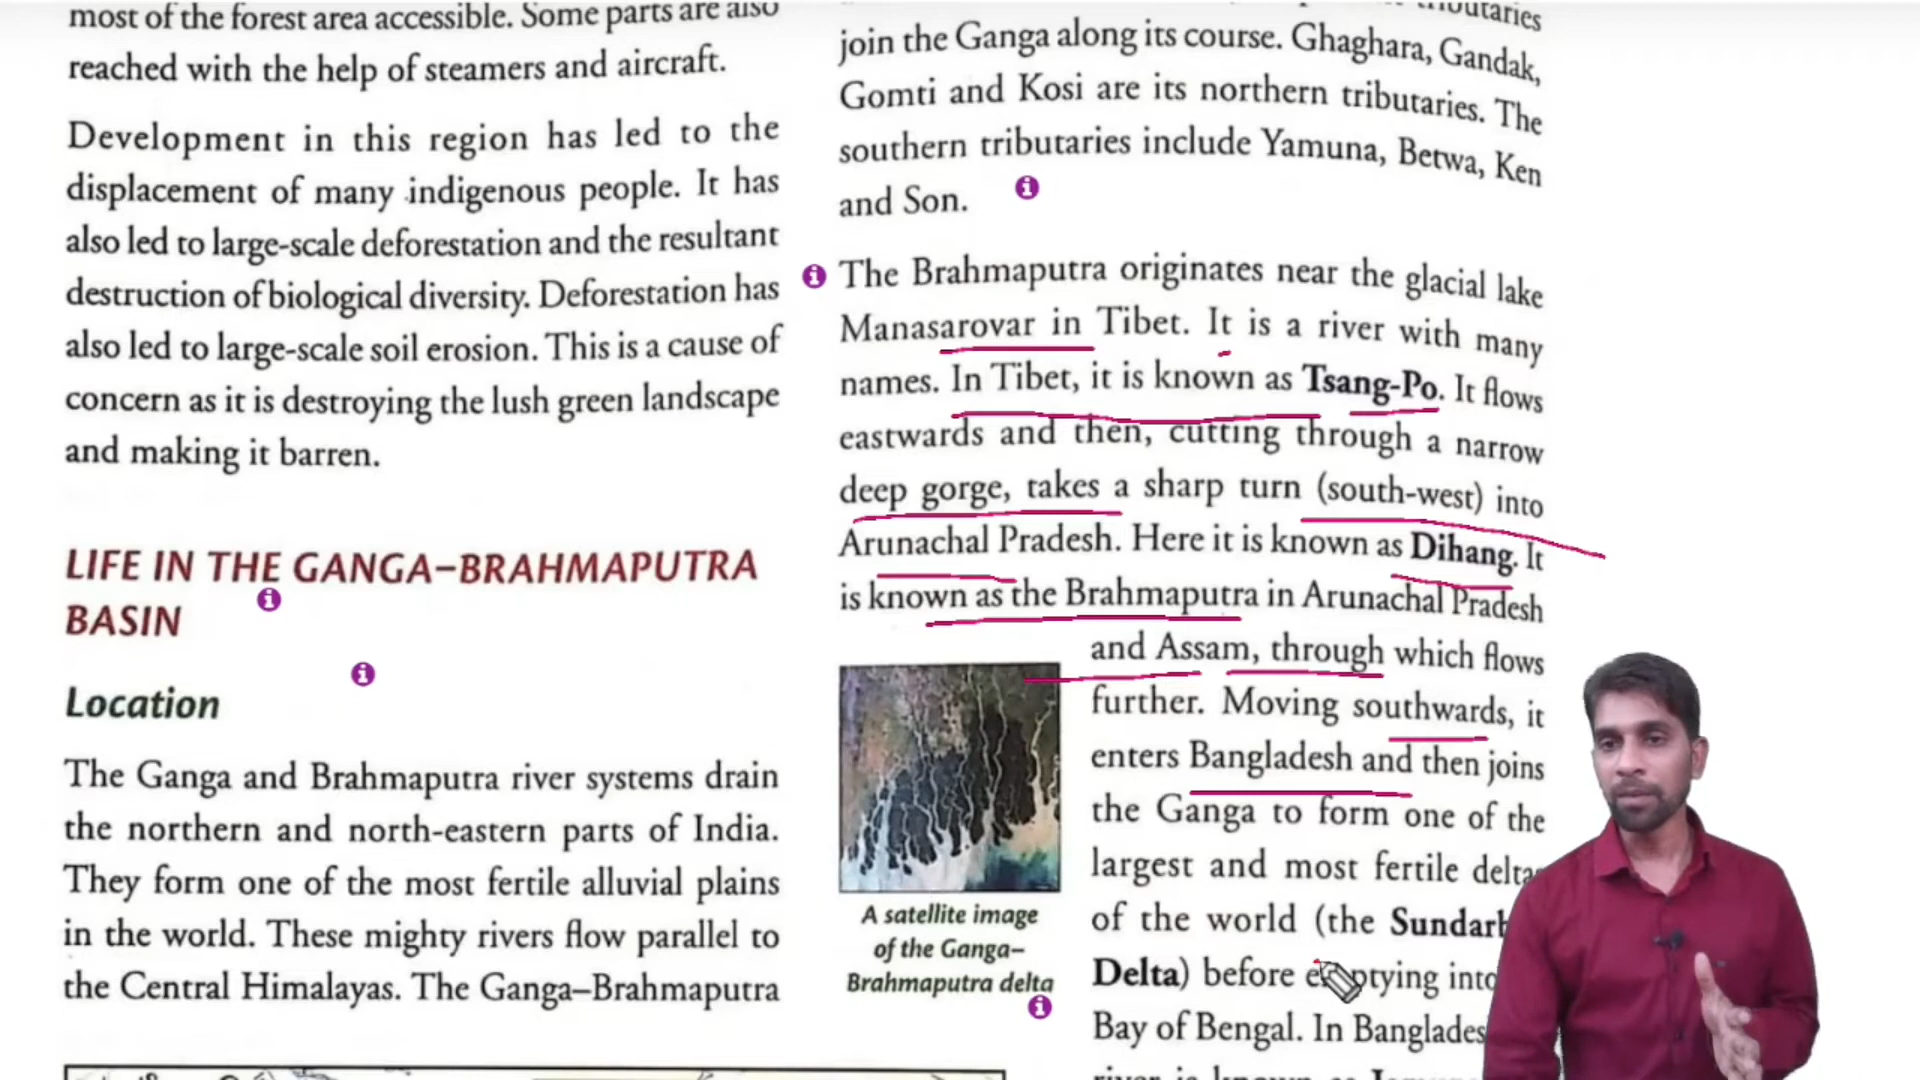 most of the forest area accessible. Some parts are also
reached with the help of steamers and aircraft.
Development in this region has led to the
displacement of many indigenous people. It has
also led to large-scale deforestation and the resultant
destruction of biological diversity. Deforestation has
also led to large-scale soil erosion. This is a cause of
concern as it is destroying the lush green landscape
and making it barren.
LIFE IN THE GANGA–BRAHMAPUTRA
BASIN
Location
The Ganga and Brahmaputra river systems drain
the northern and north-eastern parts of India.
They form one of the most fertile alluvial plains
in the world. These mighty rivers flow parallel to
the Central Himalayas. The Ganga–Brahmaputra
tributaries
join the Ganga along its course. Ghaghara, Gandak,
Gomti and Kosi are its northern tributaries. The
southern tributaries include Yamuna, Betwa, Ken
and Son.
The Brahmaputra originates near the glacial lake
Manasarovar in Tibet. It is a river with many
names. In Tibet, it is known as Tsang-Po. It flows
eastwards and then, cutting through a narrow
deep gorge, takes a sharp turn (south-west) into
Arunachal Pradesh. Here it is known as Dihang. It
is known as the Brahmaputra in Arunachal Pradesh
and Assam, through which flows
further. Moving southwards, it
enters Bangladesh and then joins
the Ganga to form one of the
largest and most fertile deltas
of the world (the Sundarb
Delta) before emptying into
Bay of Bengal. In Banglades
river is known as
A satellite image
of the Ganga–
Brahmaputra delta